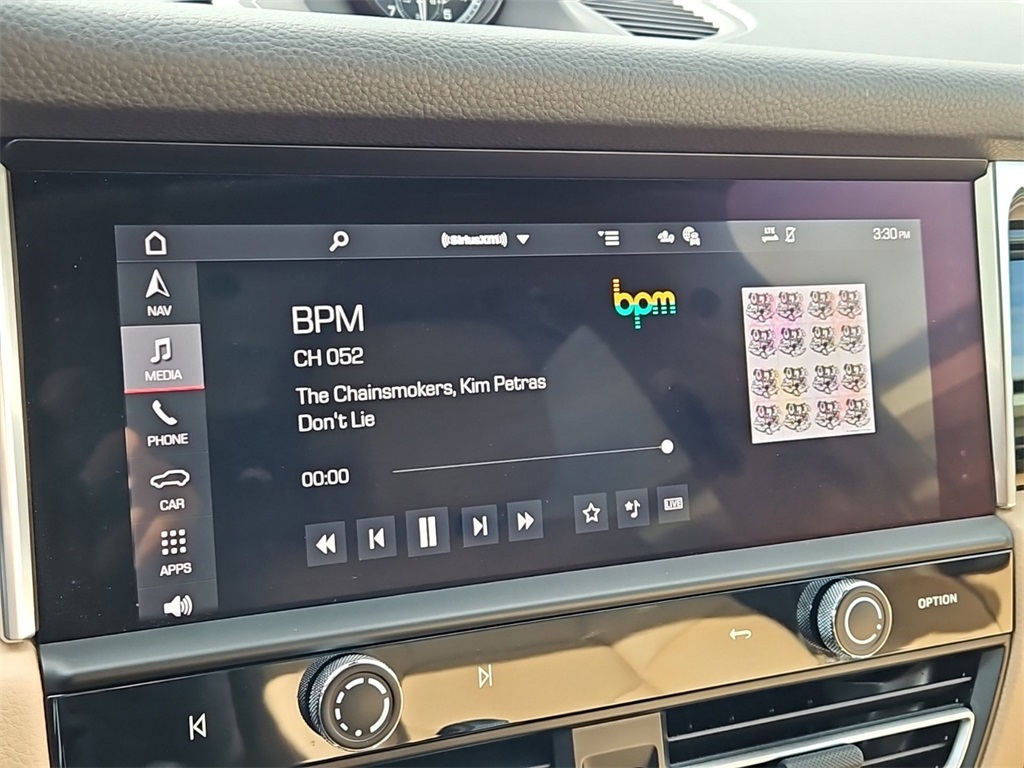 SiriusXM
LTE
3:30 PM
NAV
MEDIA
PHONE
CAR
APPS
BPM
CH 052
The Chainsmokers, Kim Petras
Don't Lie
00:00
bpm
LIVE
OPTION